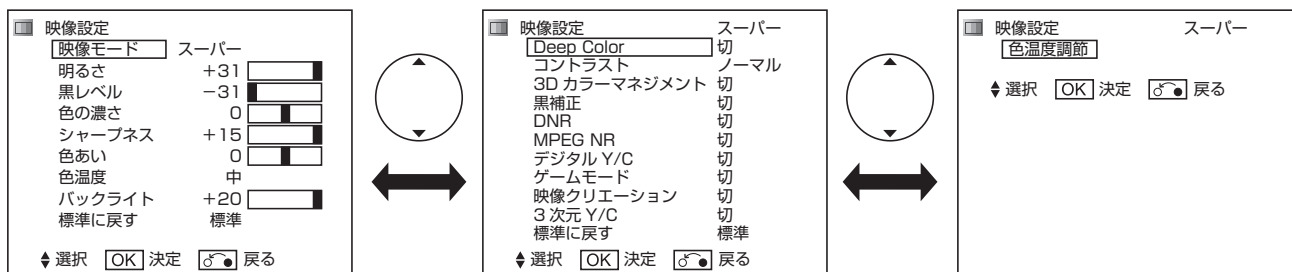 映像設定
映像モード スーパー
明るさ +31
黒レベル −31
色の濃さ 0
シャープネス +15
色あい 0
色温度 中
バックライト +20
標準に戻す 標準
選択 OK 決定 戻る
映像設定 スーパー
Deep Color 切
コントラスト ノーマル
3D カラーマネジメント 切
黒補正 切
DNR 切
MPEG NR 切
デジタル Y/C 切
ゲームモード 切
映像クリエーション 切
3 次元 Y/C 切
標準に戻す 標準
選択 OK 決定 戻る
映像設定 スーパー
色温度調節
選択 OK 決定 戻る